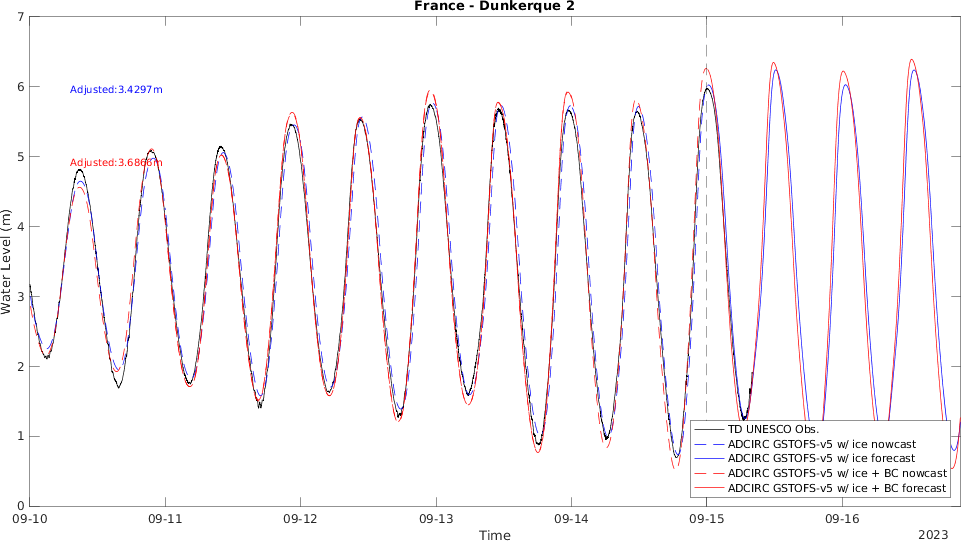 France - Dunkerque 2
7
6
5
4
3
2
1
0
Water Level (m)
Adjusted:3.4297m
Adjusted:3.6866m
TD UNESCO Obs.
ADCIRC GSTOFS-v5 w/ ice nowcast
ADCIRC GSTOFS-v5 w/ ice forecast
ADCIRC GSTOFS-v5 w/ ice + BC nowcast
ADCIRC GSTOFS-v5 w/ ice + BC forecast
09-10 09-11 09-12 09-13 09-14 09-15 09-16
Time
2023